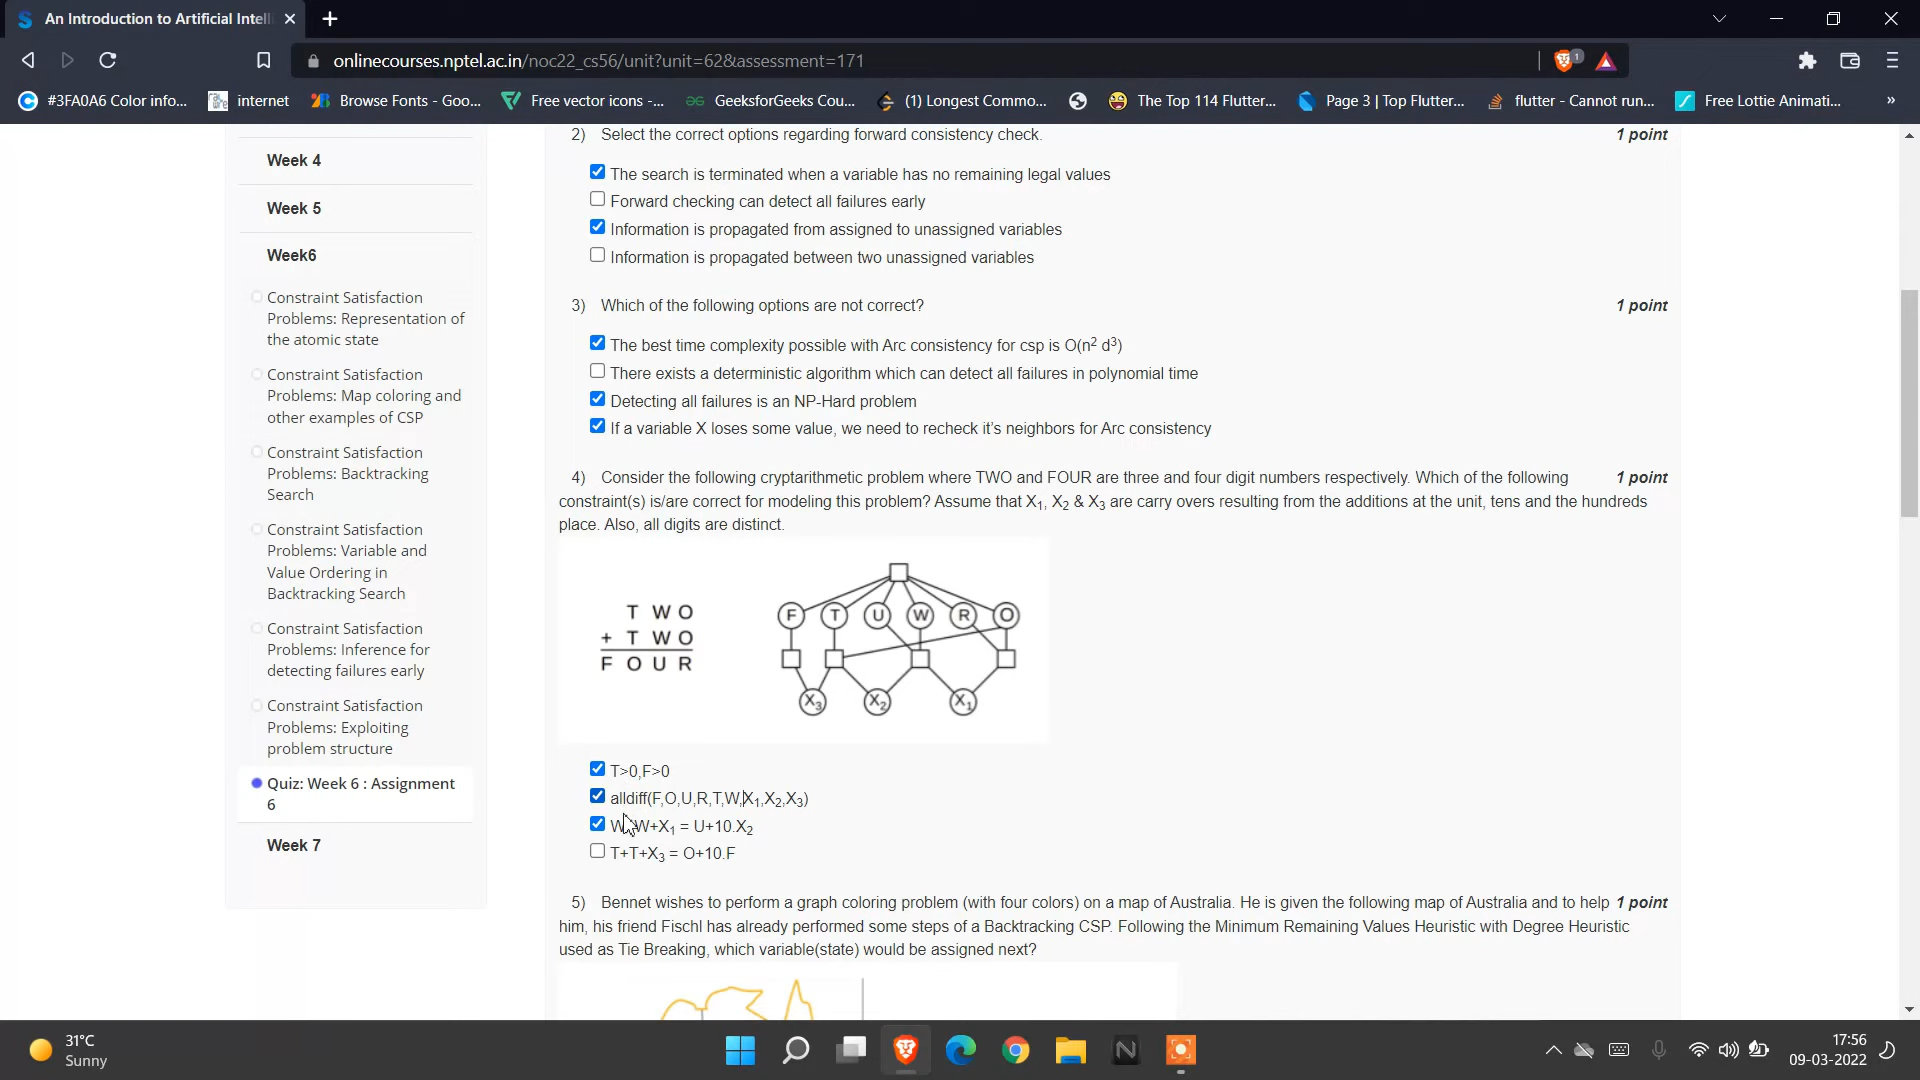 An Introduction to Artificial Intell
onlinecourses.nptel.ac.in/noc22_cs56/unit?unit=62&assessment=171
1
#3FA0A6 Color info...
internet
Browse Fonts - Goo...
Free vector icons -...
GeeksforGeeks Cou...
(1) Longest Commo...
The Top 114 Flutter...
Page 3 | Top Flutter...
flutter - Cannot run...
Free Lottie Animati...
»
Week 4
Week 5
Week6
Constraint Satisfaction
Problems: Representation of
the atomic state
Constraint Satisfaction
Problems: Map coloring and
other examples of CSP
Constraint Satisfaction
Problems: Backtracking
Search
Constraint Satisfaction
Problems: Variable and
Value Ordering in
Backtracking Search
Constraint Satisfaction
Problems: Inference for
detecting failures early
Constraint Satisfaction
Problems: Exploiting
problem structure
Quiz: Week 6 : Assignment
6
Week 7
2) Select the correct options regarding forward consistency check. 1 point
The search is terminated when a variable has no remaining legal values
Forward checking can detect all failures early
Information is propagated from assigned to unassigned variables
Information is propagated between two unassigned variables
3) Which of the following options are not correct? 1 point
The best time complexity possible with Arc consistency for csp is O(n² d³)
There exists a deterministic algorithm which can detect all failures in polynomial time
Detecting all failures is an NP-Hard problem
If a variable X loses some value, we need to recheck it's neighbors for Arc consistency
4) Consider the following cryptarithmetic problem where TWO and FOUR are three and four digit numbers respectively. Which of the following 1 point
constraint(s) is/are correct for modeling this problem? Assume that X₁, X₂ & X₃ are carry overs resulting from the additions at the unit, tens and the hundreds
place. Also, all digits are distinct.
T W O
+ T W O
F O U R
F T U W R O
X₃ X₂ X₁
T>0,F>0
alldiff(F,O,U,R,T,W,X₁,X₂,X₃)
W+W+X₁ = U+10.X₂
T+T+X₃ = O+10.F
5) Bennet wishes to perform a graph coloring problem (with four colors) on a map of Australia. He is given the following map of Australia and to help 1 point
him, his friend Fischl has already performed some steps of a Backtracking CSP. Following the Minimum Remaining Values Heuristic with Degree Heuristic
used as Tie Breaking, which variable(state) would be assigned next?
31°C
Sunny
17:56
09-03-2022